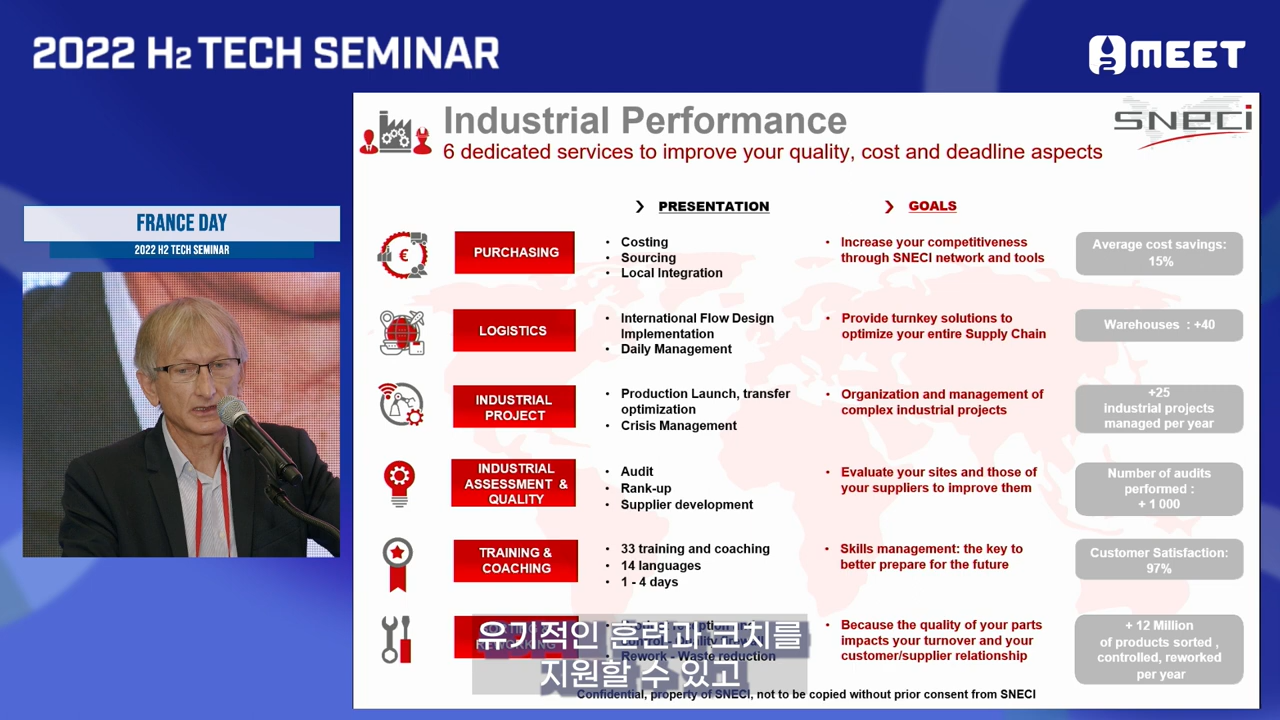 2022 H2 TECH SEMINAR
H2 MEET
FRANCE DAY
2022 H2 TECH SEMINAR
Industrial Performance
6 dedicated services to improve your quality, cost and deadline aspects
SNECI
PRESENTATION
GOALS
PURCHASING
• Costing
• Sourcing
• Local Integration
• Increase your competitiveness
through SNECI network and tools
Average cost savings:
15%
LOGISTICS
• International Flow Design
Implementation
• Daily Management
• Provide turnkey solutions to
optimize your entire Supply Chain
Warehouses : +40
INDUSTRIAL
PROJECT
• Production Launch, transfer
optimization
• Crisis Management
• Organization and management of
complex industrial projects
+25
industrial projects
managed per year
INDUSTRIAL
ASSESSMENT &
QUALITY
• Audit
• Rank-up
• Supplier development
• Evaluate your sites and those of
your suppliers to improve them
Number of audits
performed :
+ 1 000
TRAINING &
COACHING
• 33 training and coaching
• 14 languages
• 1 - 4 days
• Skills management: the key to
better prepare for the future
Customer Satisfaction:
97%
• Rework - Waste reduction
• Because the quality of your parts
impacts your turnover and your
customer/supplier relationship
+ 12 Million
of products sorted ,
controlled, reworked
per year
유기적인 훈련과 코치를
지원할 수 있고
Confidential, property of SNECI, not to be copied without prior consent from SNECI